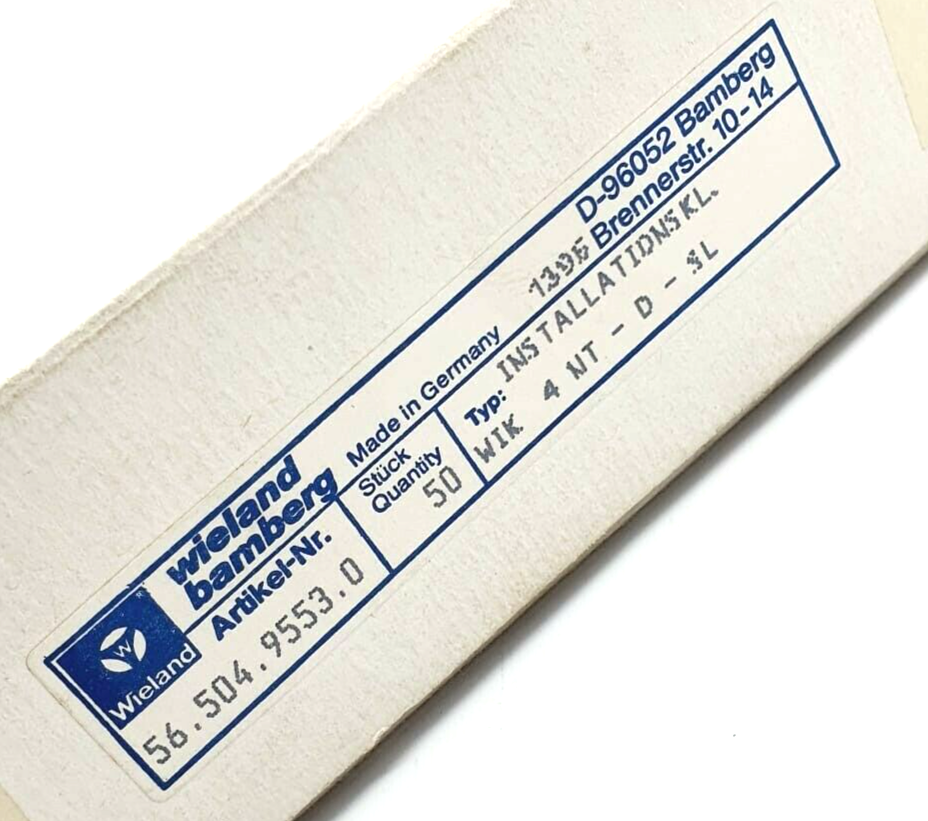 wieland
bamberg
Made in Germany
D-96052 Bamberg
Brennerstr. 10-14
Wieland
Artikel-Nr.
56.504.9553.0
Stück
Quantity
50
Typ: INSTALLATIONSKL.
WIK 4 NT - D -